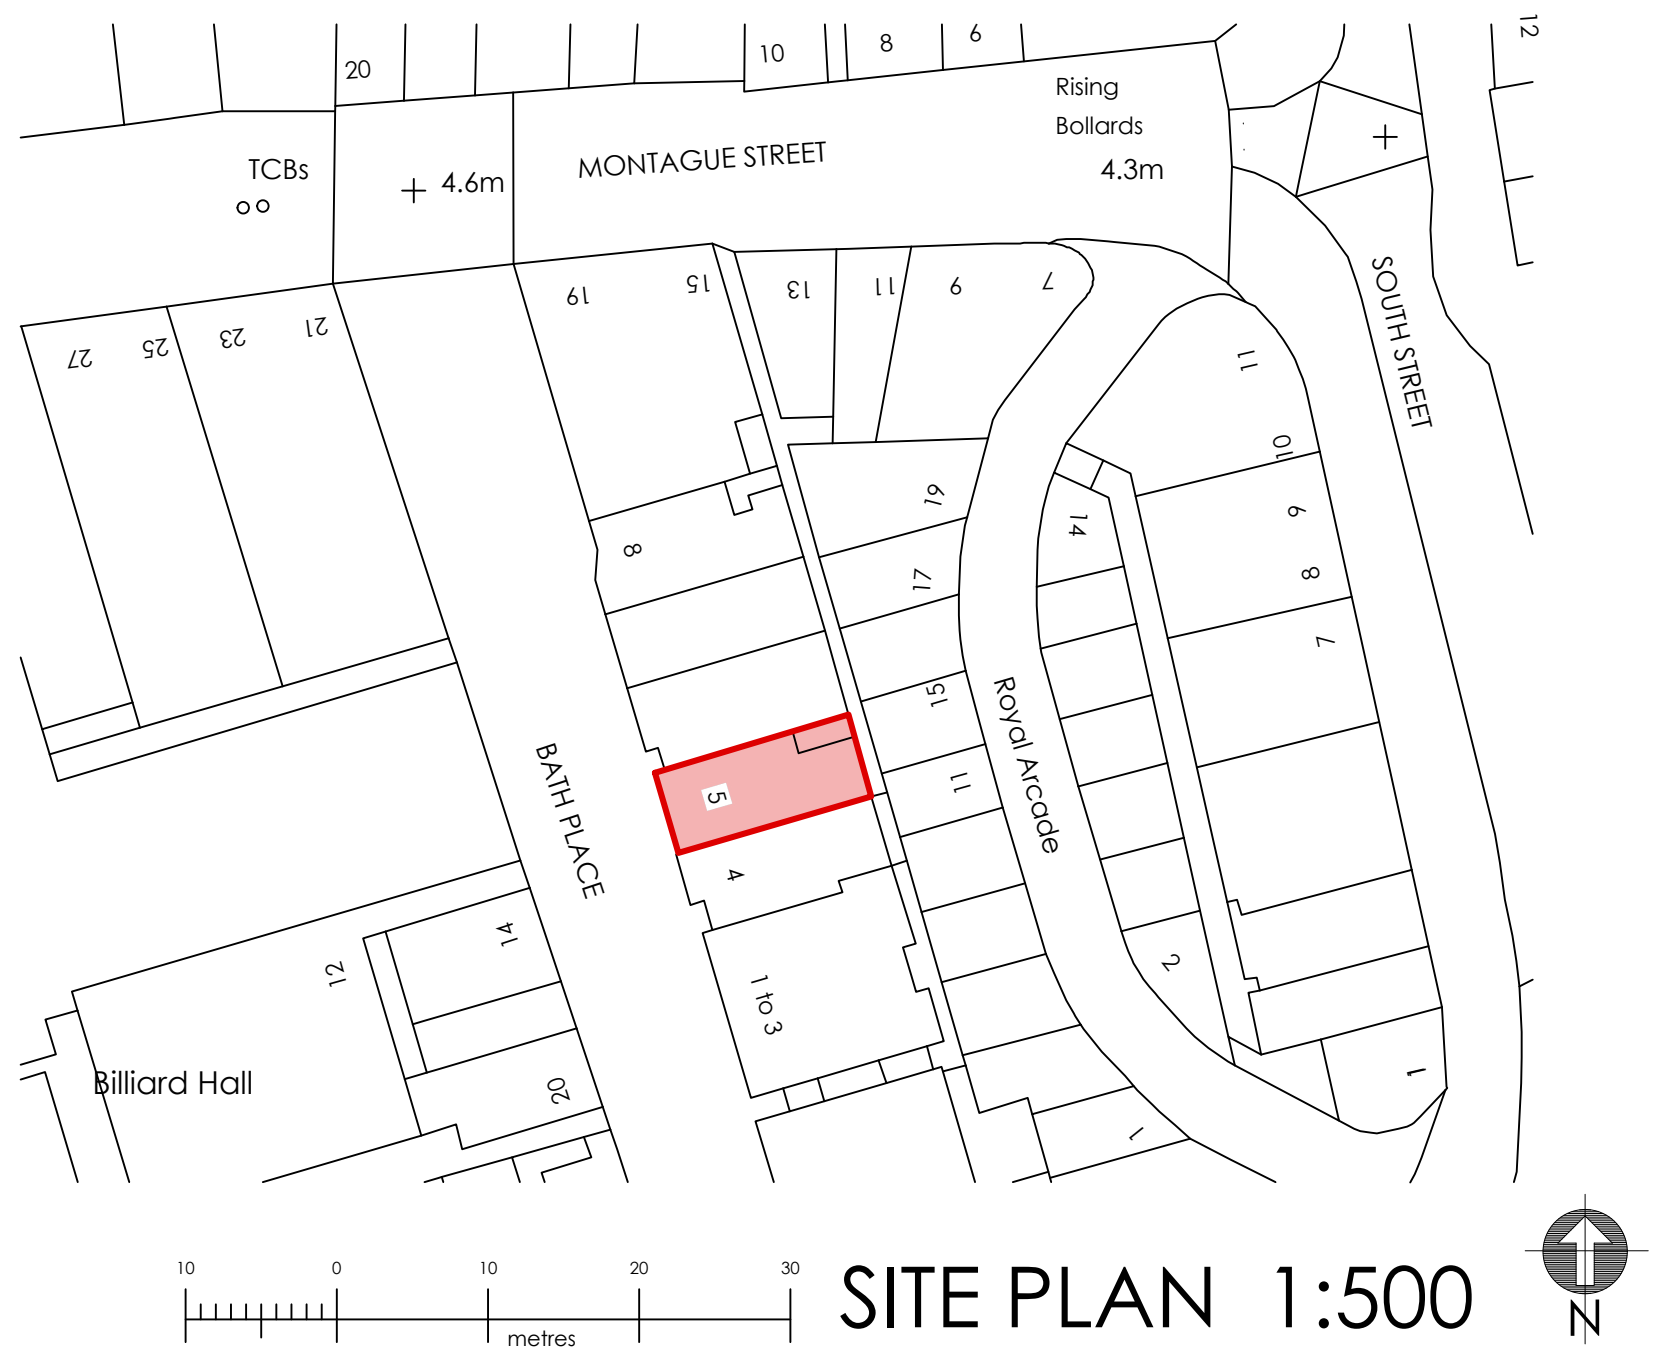 20
10
8
6
12
Rising
Bollards
4.3m
TCBs
4.6m
MONTAGUE STREET
27
25
23
21
19
15
13
11
9
7
SOUTH STREET
11
10
9
8
7
19
17
15
11
14
Royal Arcade
8
5
4
1 to 3
BATH PLACE
14
12
20
2
1
1
Billiard Hall
10
0
10
20
30
metres
SITE PLAN 1:500
N